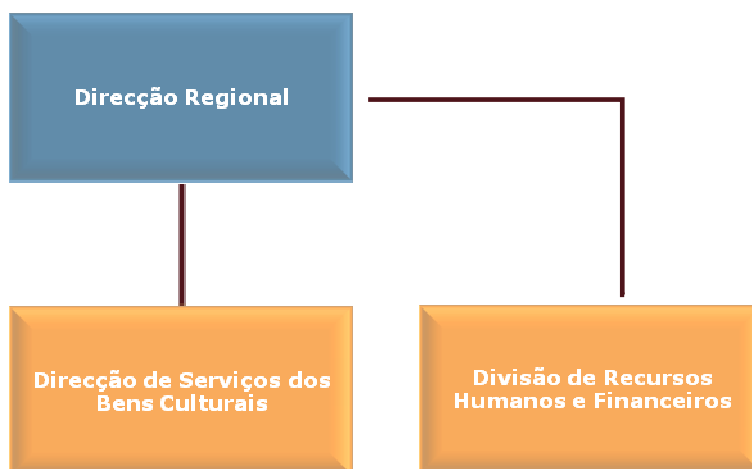 Direcção Regional
Direcção de Serviços dos
Bens Culturais
Divisão de Recursos
Humanos e Financeiros